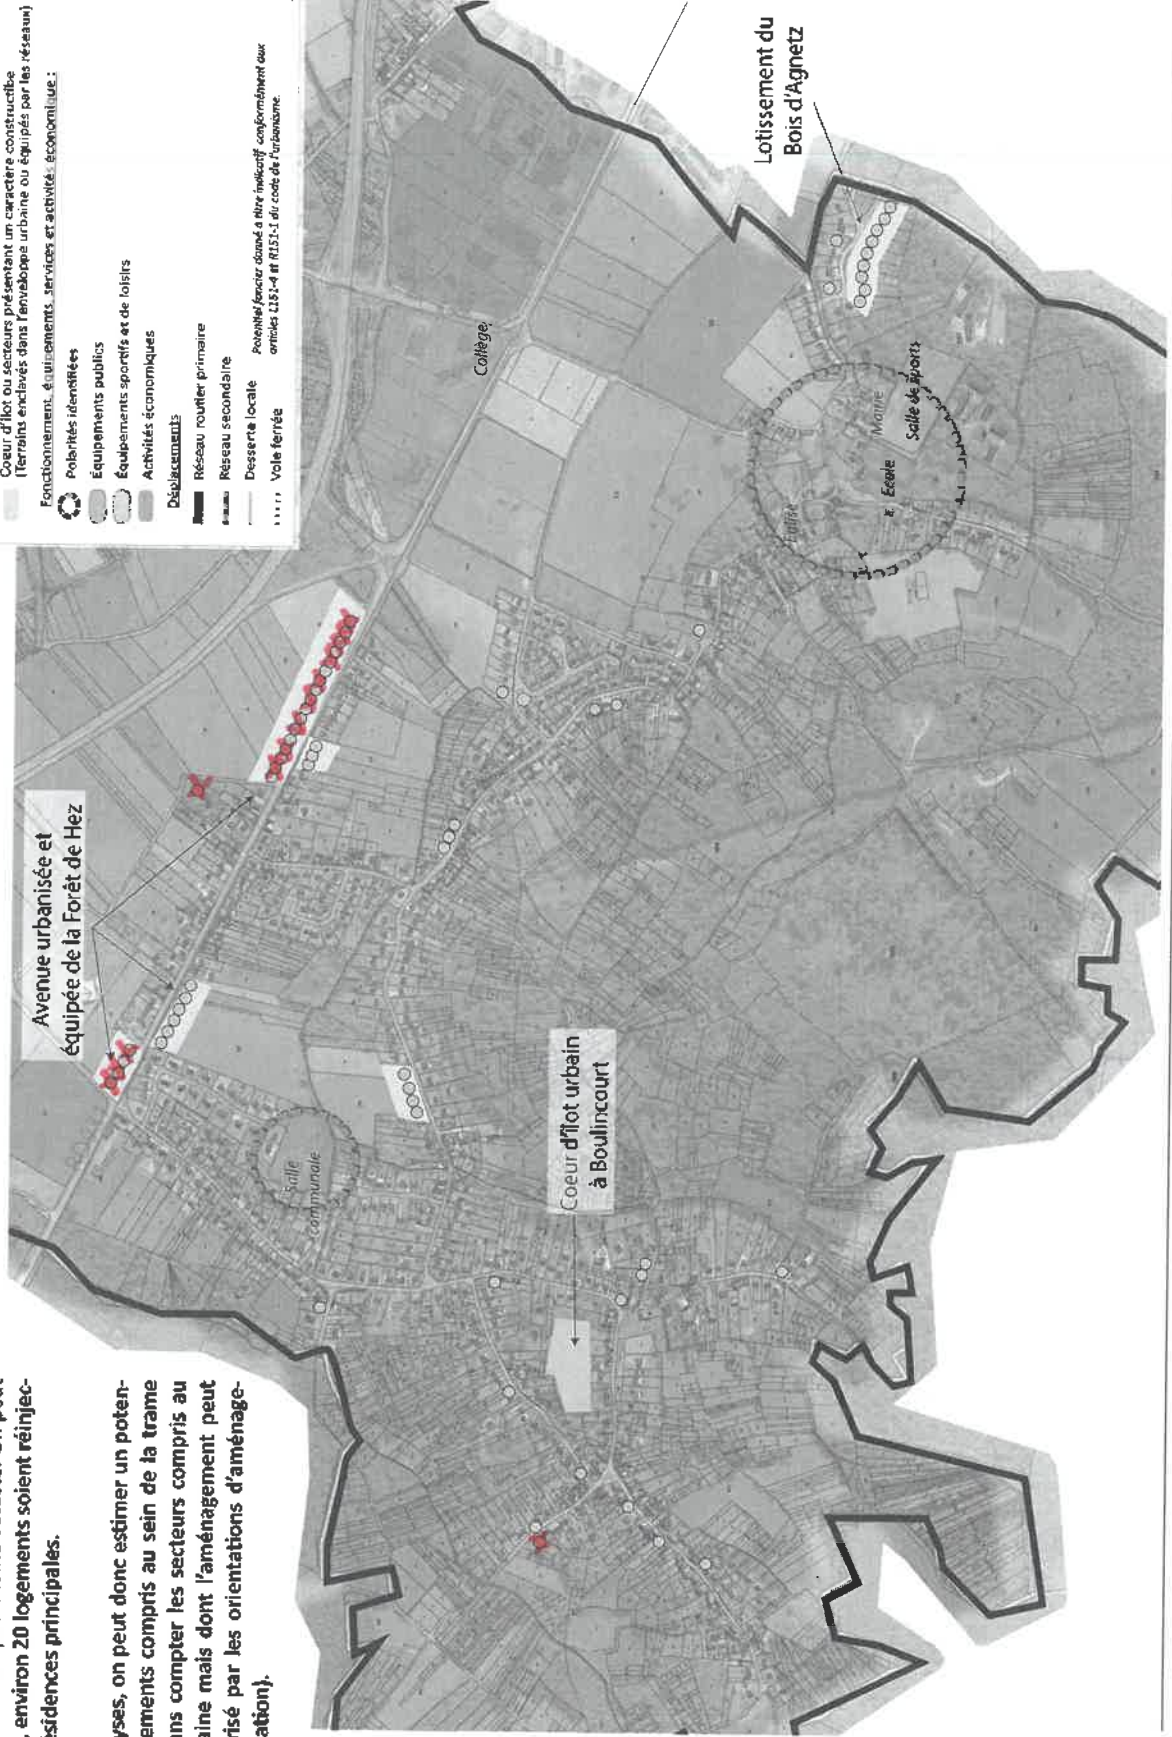 Coeur d'îlot ou secteurs présentant un caractère constructibe
(Terrains enclavés dans l'enveloppe urbaine ou équipés par les réseaux)
Fonctionnement, équipements, services et activités économique :
Polarités identifiées
Équipements publics
Équipements sportifs et de loisirs
Activités économiques
Déplacements
Réseau routier primaire
Réseau secondaire
Desserte locale
Voie ferrée
Potentiel foncier donné à titre indicatif conformément aux
articles L151-4 et R151-1 du code de l'urbanisme.
Lotissement du
Bois d'Agnetz
Collège
Mairie
Salle de sports
École
Église
Avenue urbanisée et
équipée de la Forêt de Hez
Salle
Communale
Coeur d'îlot urbain
à Boulincourt
, environ 20 logements soient réinjec-
ésidences principales.
yses, on peut donc estimer un poten-
ements compris au sein de la trame
ns compter les secteurs compris au
aine mais dont l'aménagement peut
risé par les orientations d'aménage-
ation).